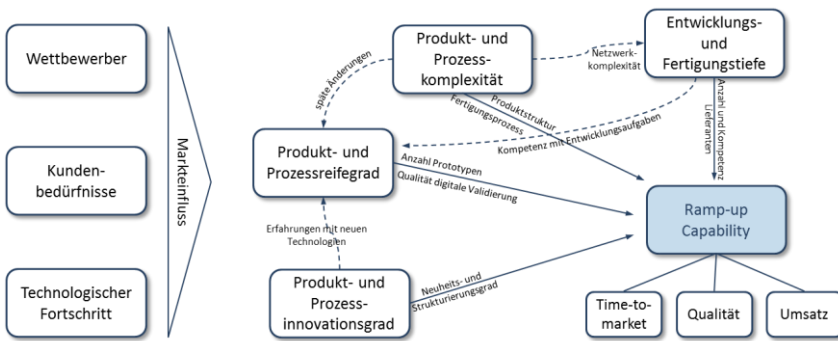 Wettbewerber
Kunden-
bedürfnisse
Technologischer
Fortschritt
Markteinfluss
Produkt- und
Prozess-
komplexität
Entwicklungs-
und
Fertigungstiefe
Netzwerk-
komplexität
späte Änderungen
Produktstruktur
Fertigungsprozess
Anzahl und Kompetenz
Lieferanten
Kompetenz mit Entwicklungsaufgaben
Produkt- und
Prozessreifegrad
Anzahl Prototypen
Qualität digitale Validierung
Ramp-up
Capability
Erfahrungen mit neuen
Technologien
Produkt- und
Prozess-
innovationsgrad
Neuheits- und
Strukturierungsgrad
Time-to-
market
Qualität
Umsatz